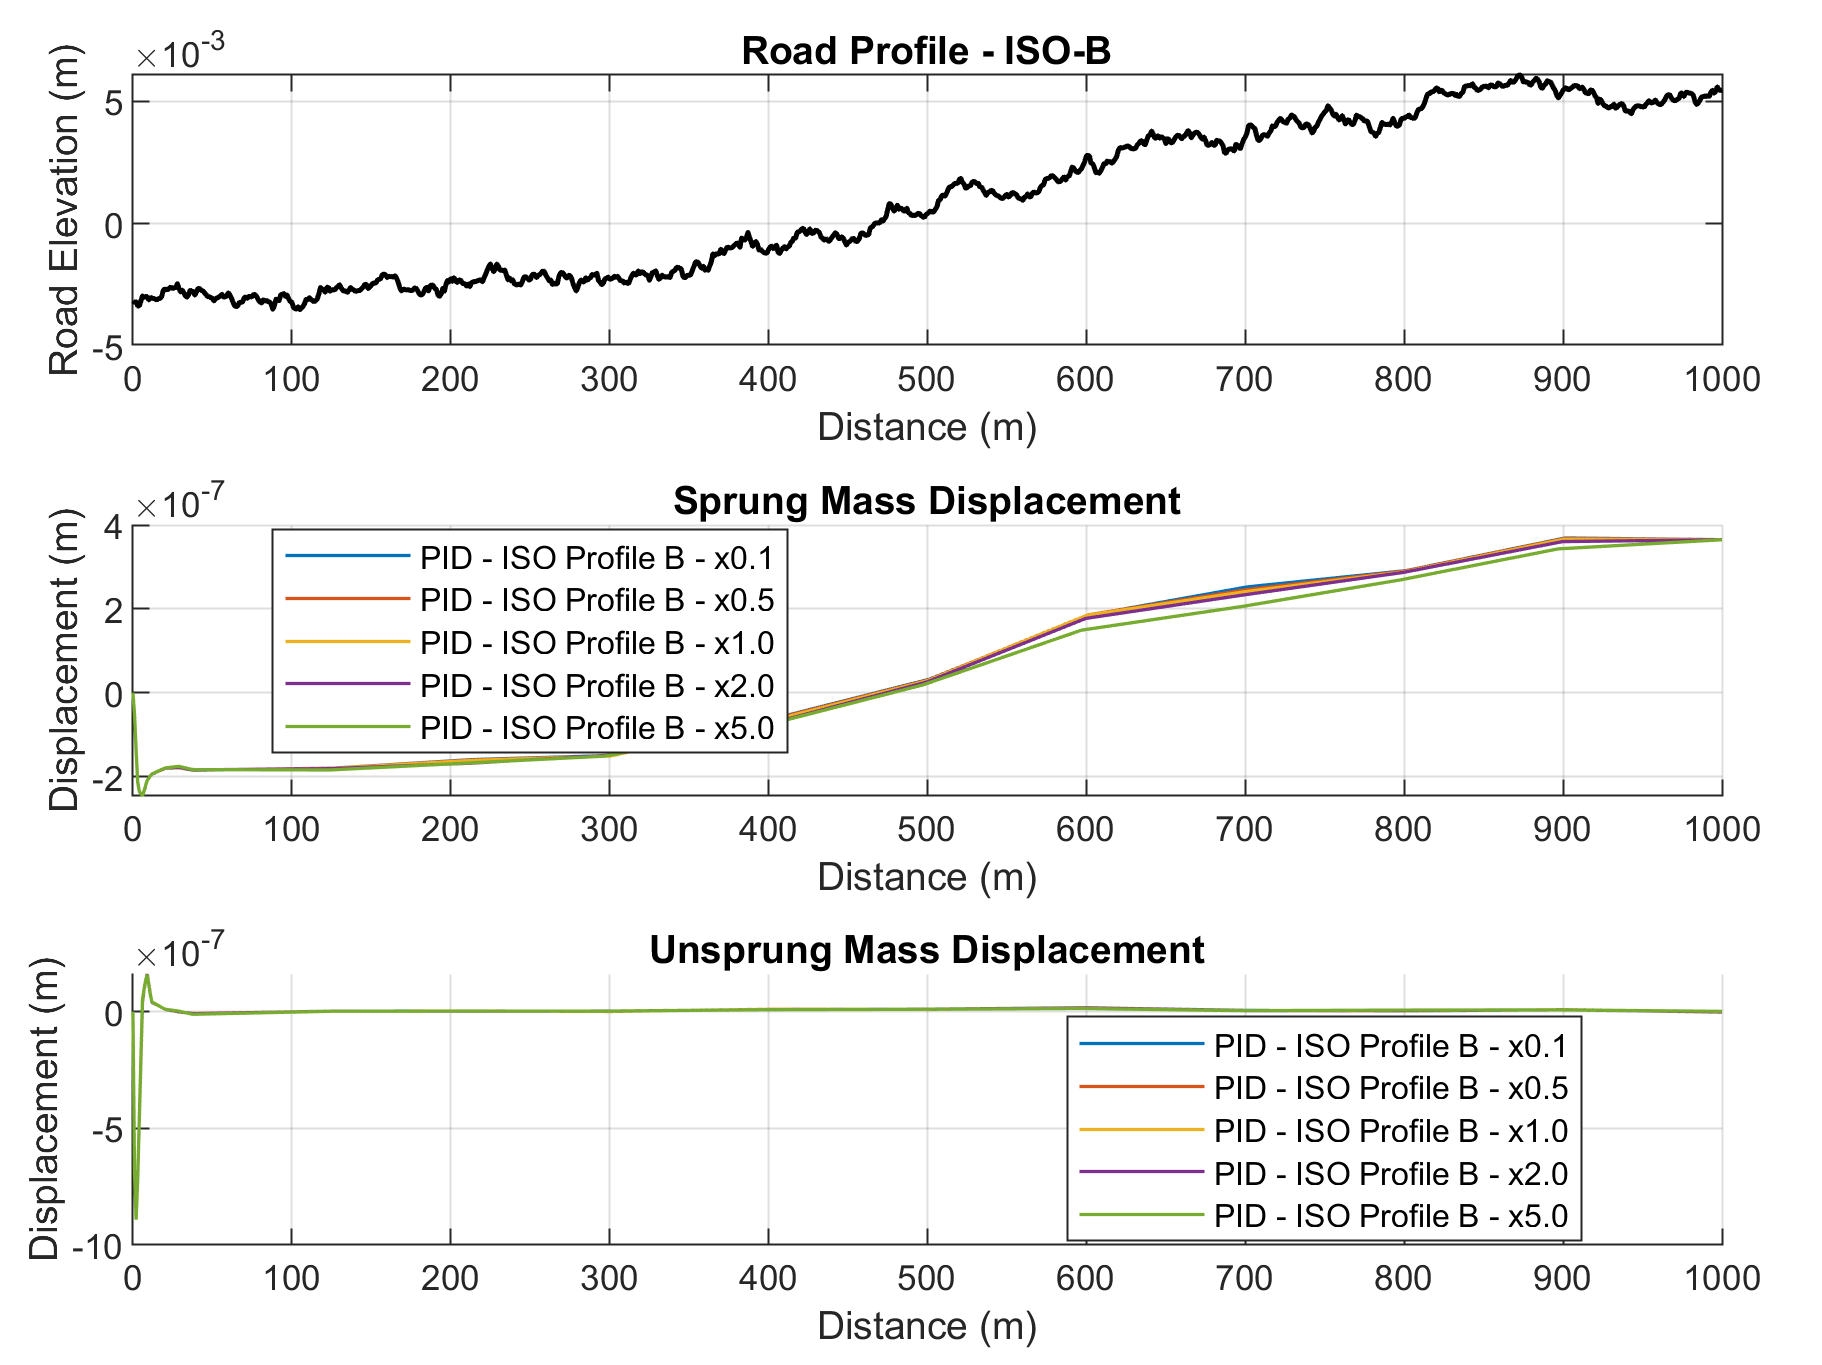 Road Profile - ISO-B
×10-3
Road Elevation (m)
5
0
-5
0 100 200 300 400 500 600 700 800 900 1000
Distance (m)
Sprung Mass Displacement
×10-7
Displacement (m)
4
2
0
-2
PID - ISO Profile B - x0.1
PID - ISO Profile B - x0.5
PID - ISO Profile B - x1.0
PID - ISO Profile B - x2.0
PID - ISO Profile B - x5.0
0 100 200 300 400 500 600 700 800 900 1000
Distance (m)
Unsprung Mass Displacement
×10-7
Displacement (m)
0
-5
-10
PID - ISO Profile B - x0.1
PID - ISO Profile B - x0.5
PID - ISO Profile B - x1.0
PID - ISO Profile B - x2.0
PID - ISO Profile B - x5.0
0 100 200 300 400 500 600 700 800 900 1000
Distance (m)